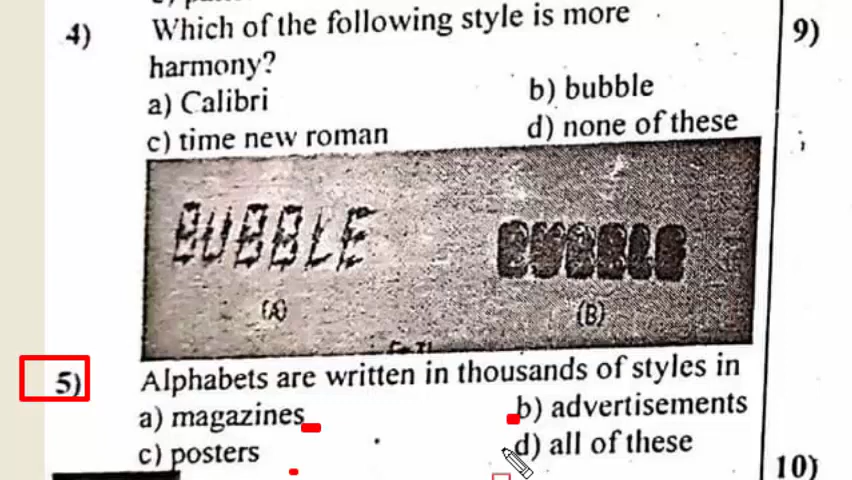 4) Which of the following style is more
harmony?
a) Calibri b) bubble
c) time new roman d) none of these
BUBBLE BUBBLE
(A) (B)
5) Alphabets are written in thousands of styles in
a) magazines b) advertisements
c) posters d) all of these
9)
10)